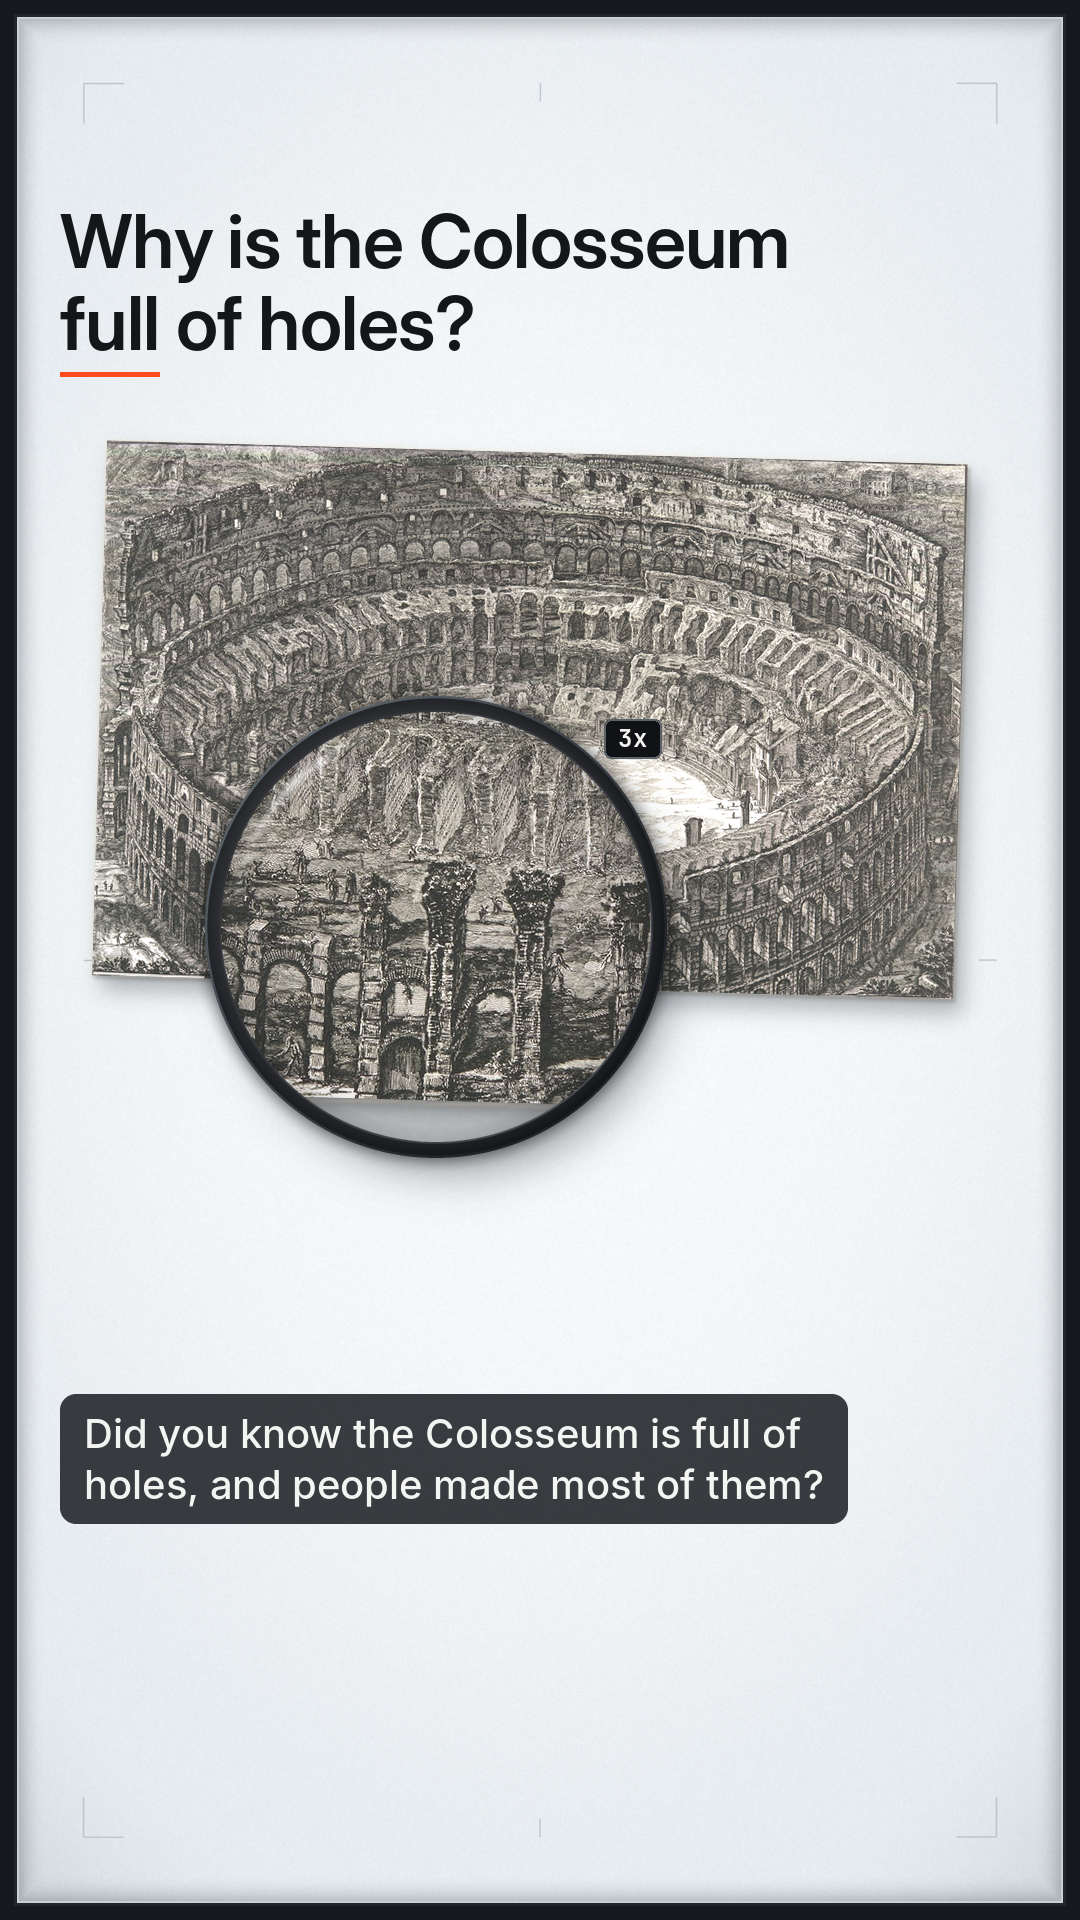 Why is the Colosseum
full of holes?
3x
Did you know the Colosseum is full of
holes, and people made most of them?